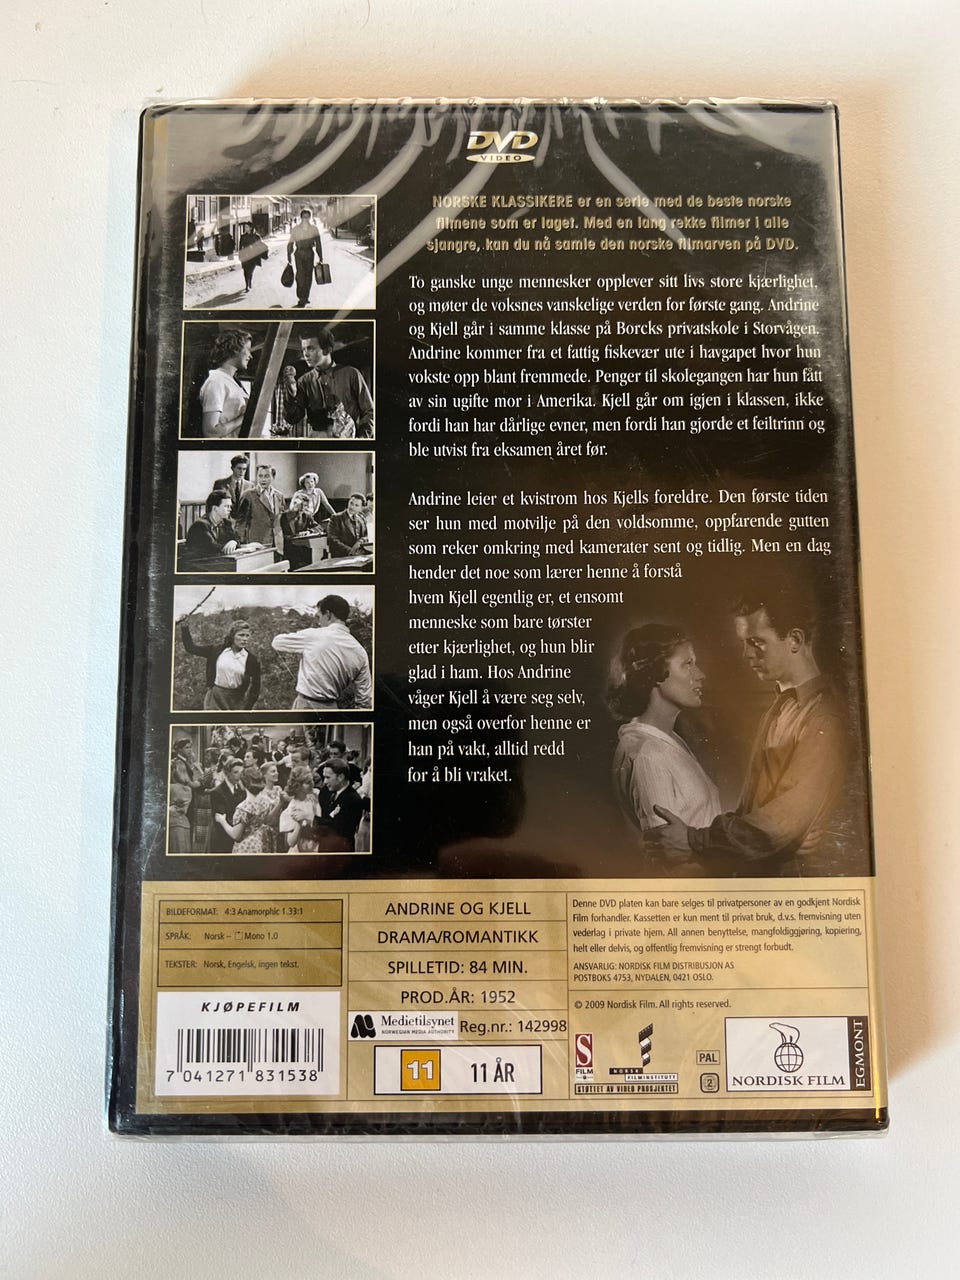 DVD
VIDEO
NORSKE KLASSIKERE er en serie med de beste norske
filmene som er laget. Med en lang rekke filmer i alle
sjangre, kan du nå samle den norske filmarven på DVD.
To ganske unge mennesker opplever sitt livs store kjærlighet,
og møter de voksnes vanskelige verden for første gang. Andrine
og Kjell går i samme klasse på Borcks privatskole i Storvågen.
Andrine kommer fra et fattig fiskevær ute i havgapet hvor hun
vokste opp blant fremmede. Penger til skolegangen har hun fått
av sin ugifte mor i Amerika. Kjell går om igjen i klassen, ikke
fordi han har dårlige evner, men fordi han gjorde et feiltrinn og
ble utvist fra eksamen året før.
Andrine leier et kvistrom hos Kjells foreldre. Den første tiden
ser hun med motvilje på den voldsomme, oppfarende gutten
som reker omkring med kamerater sent og tidlig. Men en dag
hender det noe som lærer henne å forstå
hvem Kjell egentlig er, et ensomt
menneske som bare tørster
etter kjærlighet, og hun blir
glad i ham. Hos Andrine
våger Kjell å være seg selv,
men også overfor henne er
han på vakt, alltid redd
for å bli vraket.
BILDEFORMAT: 4:3 Anamorphic 1.33:1
SPRÅK: Norsk – Mono 1.0
TEKSTER: Norsk, Engelsk, ingen tekst.
KJØPEFILM
7 041271 831538
ANDRINE OG KJELL
DRAMA/ROMANTIKK
SPILLETID: 84 MIN.
PROD.ÅR: 1952
Medietilsynet
NORWEGIAN MEDIA AUTHORITY
Reg.nr.: 142998
11
11 ÅR
Denne DVD platen kan bare selges til privatpersoner av en godkjent Nordisk
Film forhandler. Kassetten er kun ment til privat bruk, d.v.s. fremvisning uten
vederlag i private hjem. All annen benyttelse, mangfoldiggjøring, kopiering,
helt eller delvis, og offentlig fremvisning er strengt forbudt.
ANSVARLIG: NORDISK FILM DISTRIBUSJON AS
POSTBOKS 4753, NYDALEN, 0421 OSLO.
© 2009 Nordisk Film. All rights reserved.
S
FILM
NORSK
FILMINSTITUTT
STØTTET AV VIDEO PROSJEKTET
PAL
2
NORDISK FILM
EGMONT